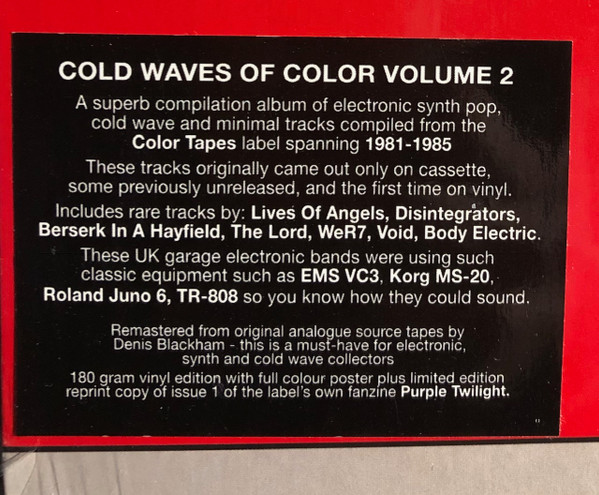 COLD WAVES OF COLOR VOLUME 2
A superb compilation album of electronic synth pop,
cold wave and minimal tracks compiled from the
Color Tapes label spanning 1981-1985
These tracks originally came out only on cassette,
some previously unreleased, and the first time on vinyl.
Includes rare tracks by: Lives Of Angels, Disintegrators,
Berserk In A Hayfield, The Lord, WeR7, Void, Body Electric.
These UK garage electronic bands were using such
classic equipment such as EMS VC3, Korg MS-20,
Roland Juno 6, TR-808 so you know how they could sound.
Remastered from original analogue source tapes by
Denis Blackham - this is a must-have for electronic,
synth and cold wave collectors
180 gram vinyl edition with full colour poster plus limited edition
reprint copy of issue 1 of the label's own fanzine Purple Twilight.